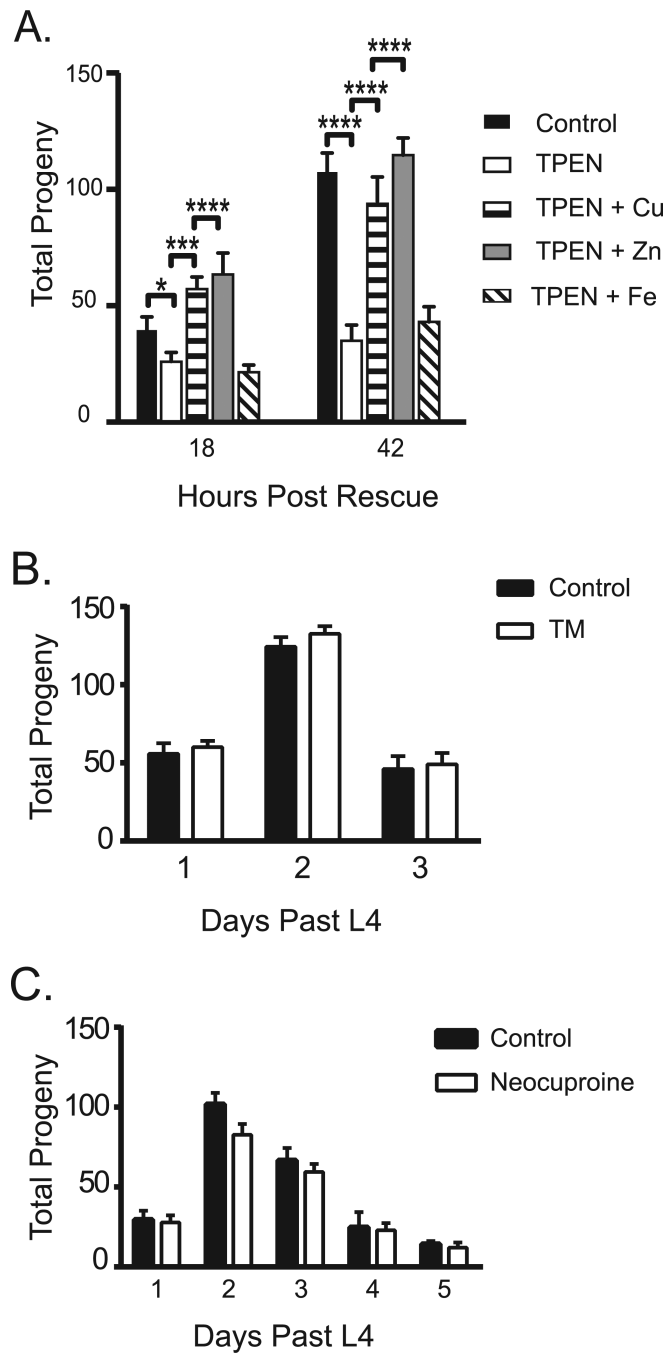 A.
****
****
****
150
Control
TPEN
TPEN + Cu
TPEN + Zn
TPEN + Fe
Total Progeny
100
****
***
*
50
0
18
42
Hours Post Rescue
B.
Control
TM
150
Total Progeny
100
50
0
1
2
3
Days Past L4
C.
150
Control
Neocuproine
Total Progeny
100
50
0
1
2
3
4
5
Days Past L4